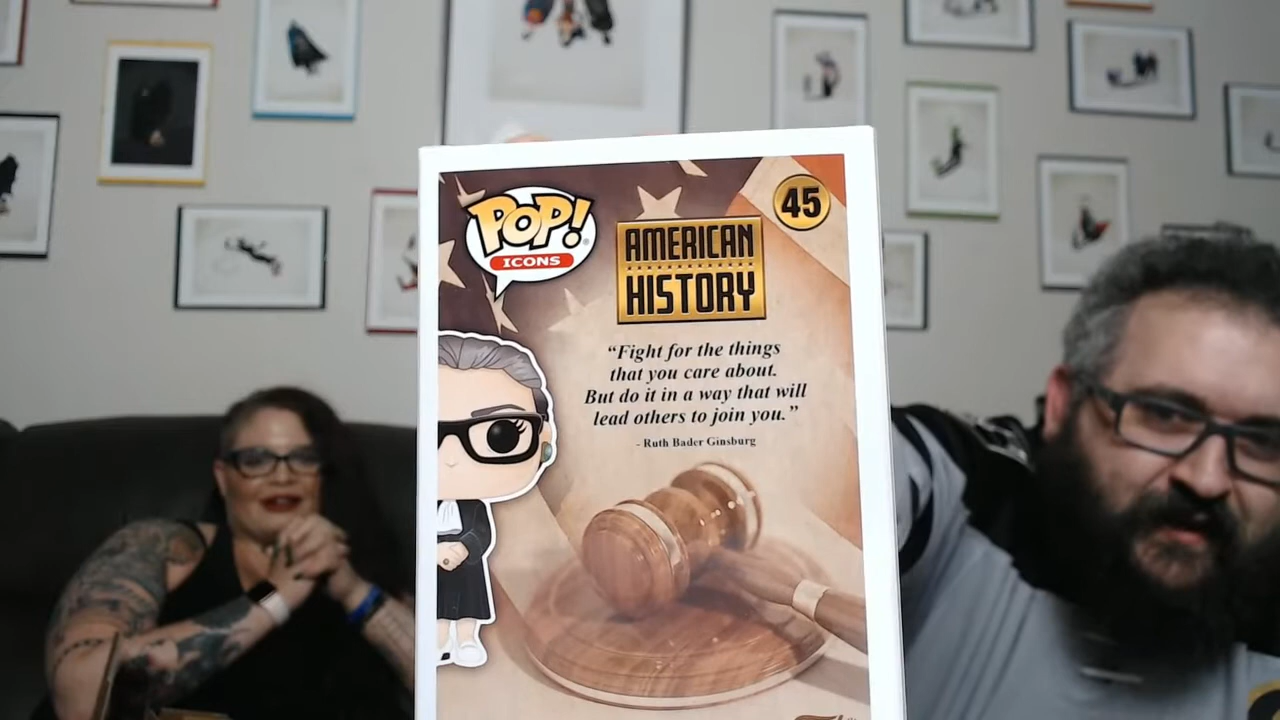 POP!
ICONS
45
AMERICAN
HISTORY
“Fight for the things
that you care about.
But do it in a way that will
lead others to join you.”
- Ruth Bader Ginsburg